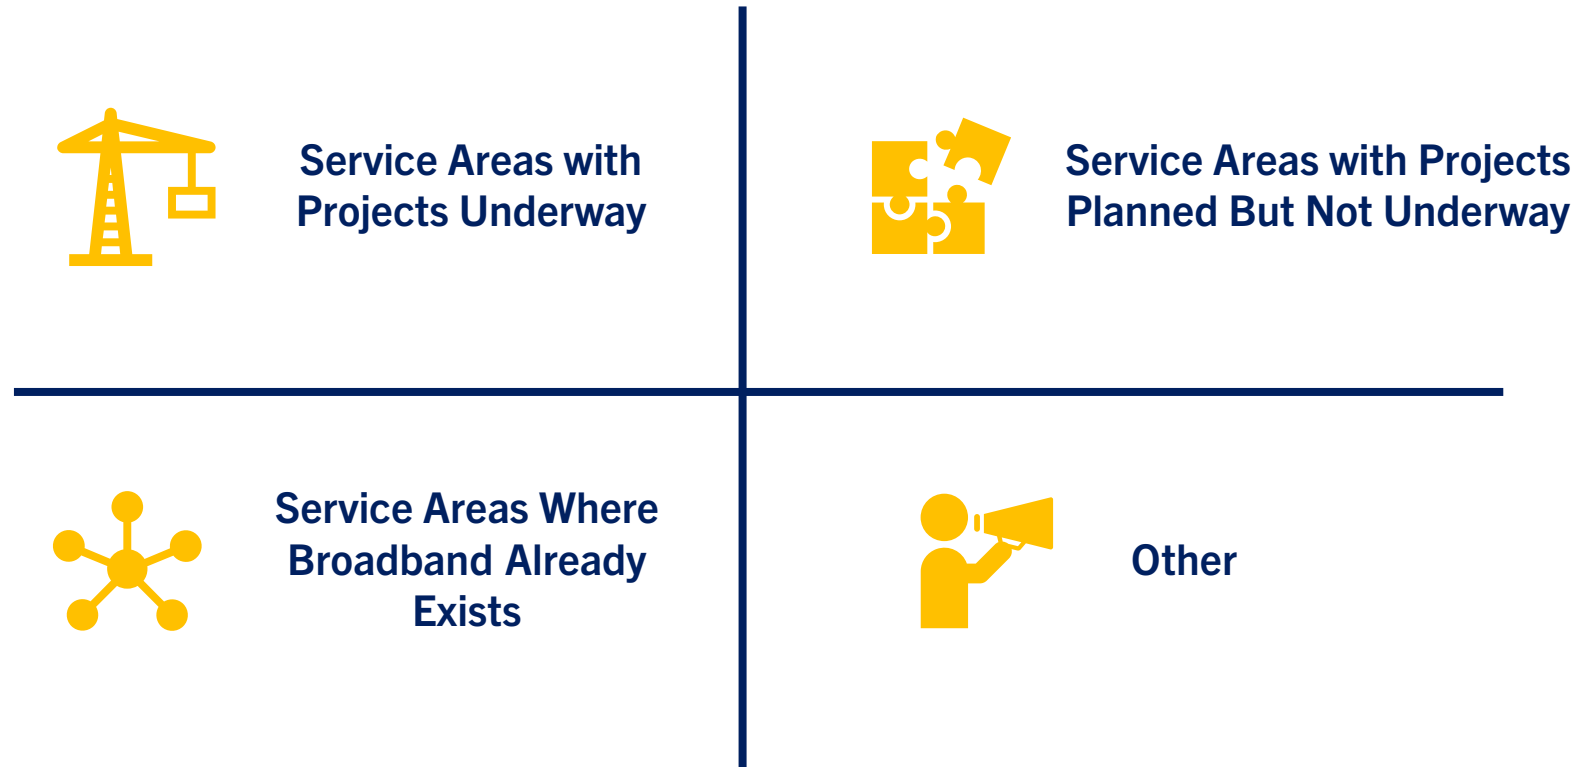 Service Areas with
Projects Underway
Service Areas with Projects
Planned But Not Underway
Service Areas Where
Broadband Already
Exists
Other